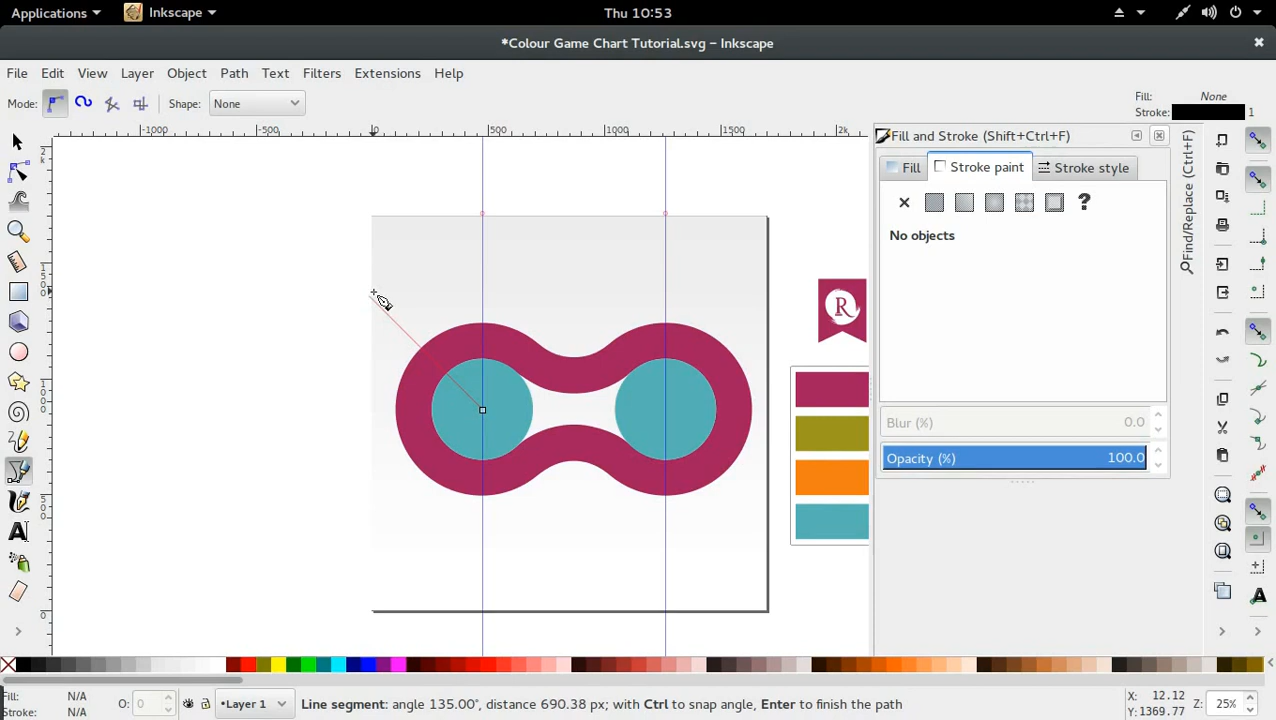 Applications Inkscape Thu 10:53
*Colour Game Chart Tutorial.svg – Inkscape
File Edit View Layer Object Path Text Filters Extensions Help
Mode: Shape: None Fill: None
Stroke: 1
-1000 -500 0 500 1000 1500 2k
Fill and Stroke (Shift+Ctrl+F)
Fill Stroke paint Stroke style
?
No objects
R
Blur (%) 0.0
Opacity (%) 100.0
Find/Replace (Ctrl+F)
Fill: N/A
Stroke: N/A
O: 0
•Layer 1
Line segment: angle 135.00°, distance 690.38 px; with Ctrl to snap angle, Enter to finish the path
X: 12.12
Y: 1369.77
Z: 25%